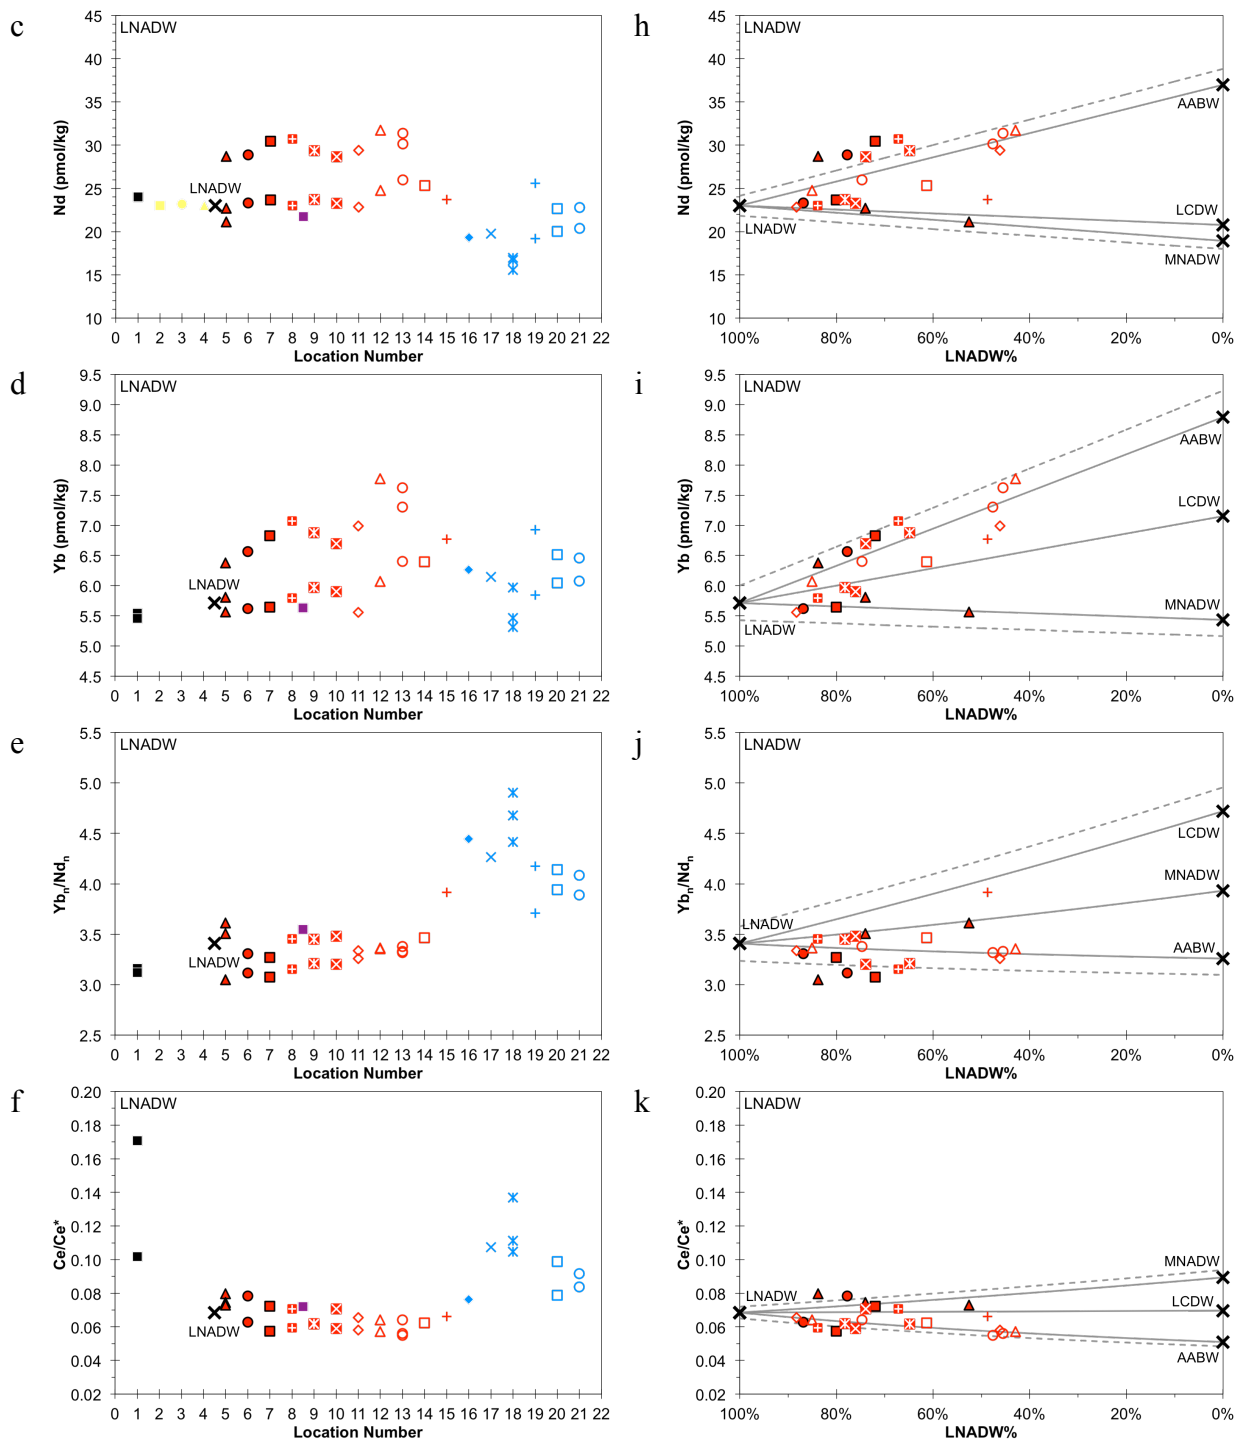 c
LNADW
45
40
35
30
25
20
15
10
Nd (pmol/kg)
LNADW
0 1 2 3 4 5 6 7 8 9 10 11 12 13 14 15 16 17 18 19 20 21 22
Location Number
h
LNADW
45
40
35
30
25
20
15
10
Nd (pmol/kg)
AABW
LCDW
LNADW
MNADW
100% 80% 60% 40% 20% 0%
LNADW%
d
LNADW
9.5
9.0
8.5
8.0
7.5
7.0
6.5
6.0
5.5
5.0
4.5
Yb (pmol/kg)
LNADW
0 1 2 3 4 5 6 7 8 9 10 11 12 13 14 15 16 17 18 19 20 21 22
Location Number
i
LNADW
9.5
9.0
8.5
8.0
7.5
7.0
6.5
6.0
5.5
5.0
4.5
Yb (pmol/kg)
AABW
LCDW
MNADW
LNADW
100% 80% 60% 40% 20% 0%
LNADW%
e
LNADW
5.5
5.0
4.5
4.0
3.5
3.0
2.5
Ybn/Ndn
LNADW
0 1 2 3 4 5 6 7 8 9 10 11 12 13 14 15 16 17 18 19 20 21 22
Location Number
j
LNADW
5.5
5.0
4.5
4.0
3.5
3.0
2.5
Ybn/Ndn
LCDW
MNADW
LNADW
AABW
100% 80% 60% 40% 20% 0%
LNADW%
f
LNADW
0.20
0.18
0.16
0.14
0.12
0.10
0.08
0.06
0.04
0.02
Ce/Ce*
LNADW
0 1 2 3 4 5 6 7 8 9 10 11 12 13 14 15 16 17 18 19 20 21 22
Location Number
k
LNADW
0.20
0.18
0.16
0.14
0.12
0.10
0.08
0.06
0.04
0.02
Ce/Ce*
MNADW
LNADW
LCDW
AABW
100% 80% 60% 40% 20% 0%
LNADW%